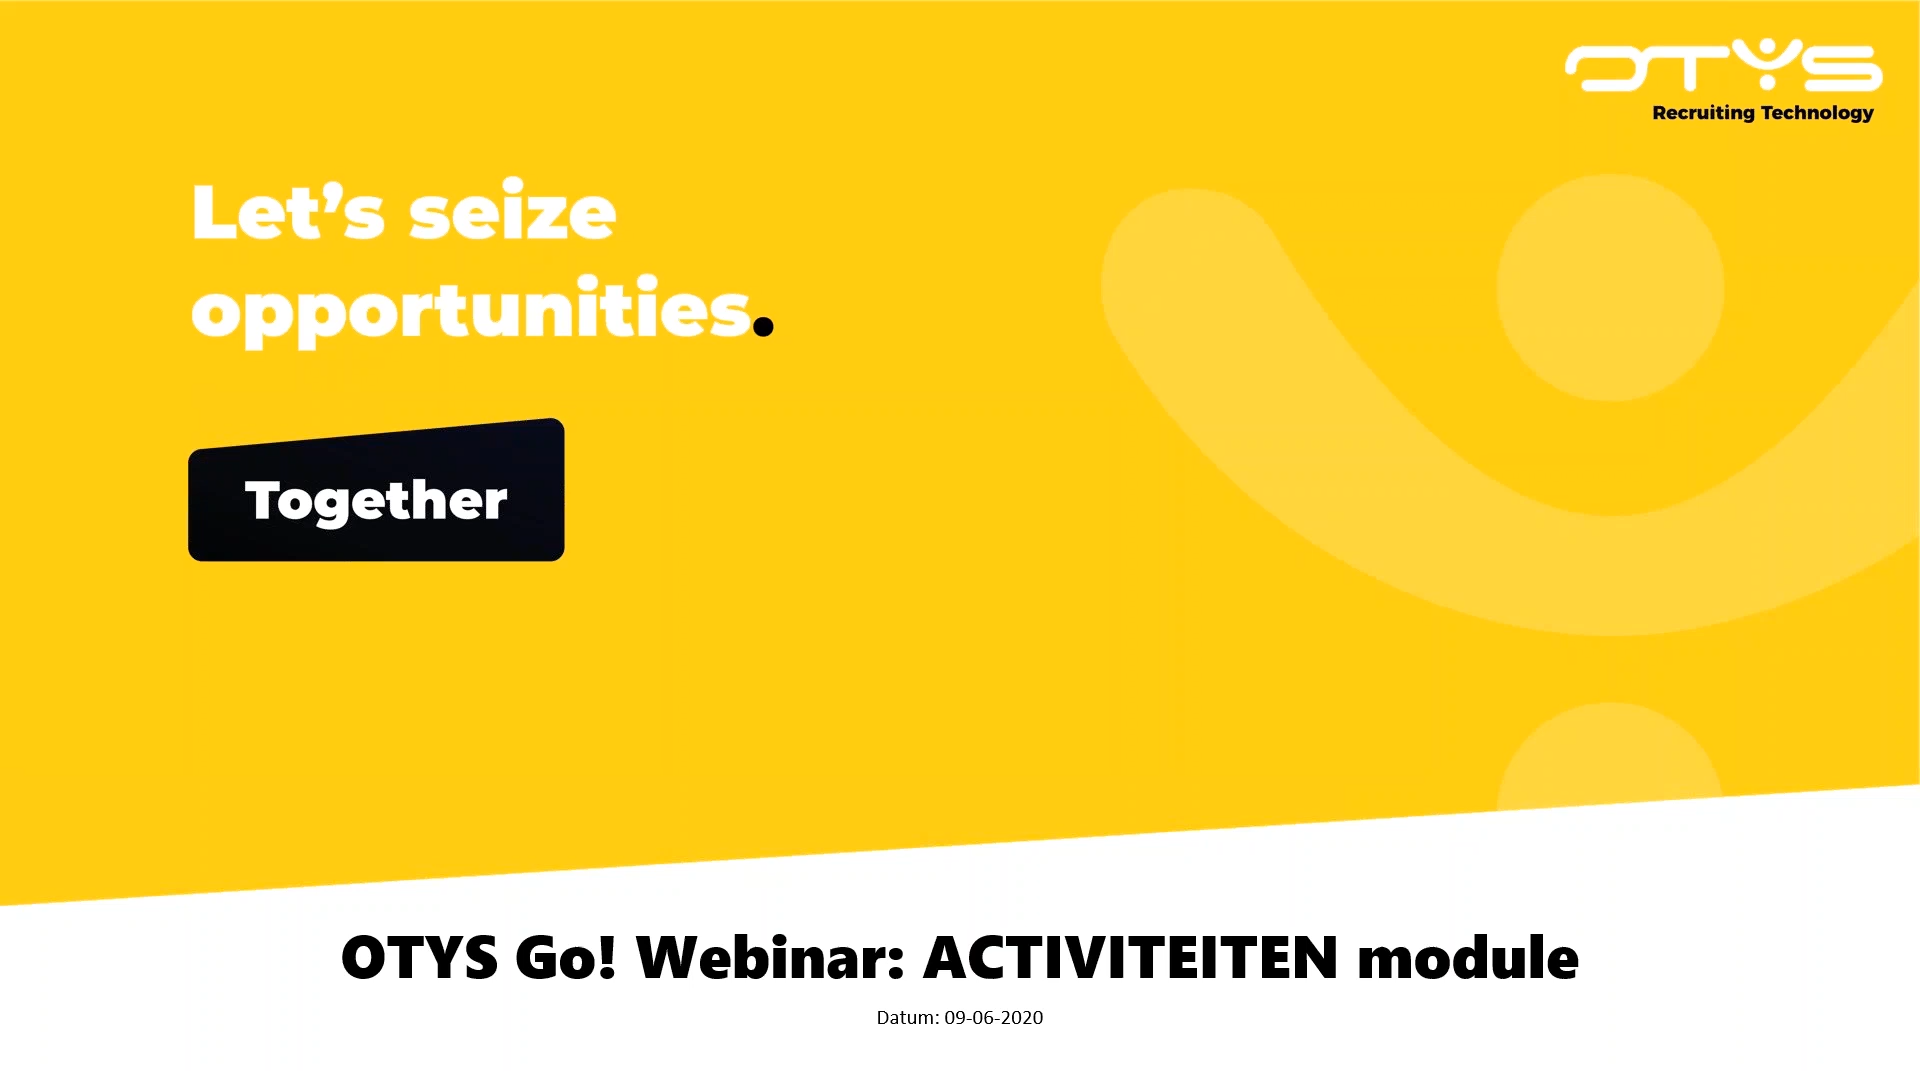 OTYS
Recruiting Technology
Let's seize
opportunities.
Together
OTYS Go! Webinar: ACTIVITEITEN module
Datum: 09-06-2020